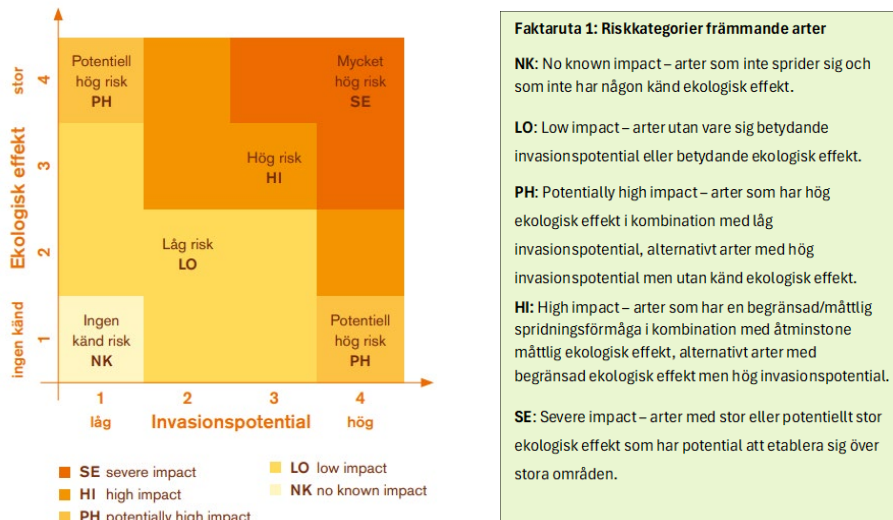 stor
4
3
2
1
ingen känd
Ekologisk effekt
Potentiell
hög risk
PH
Mycket
hög risk
SE
Hög risk
HI
Låg risk
LO
Ingen
känd risk
NK
Potentiell
hög risk
PH
1
2
3
4
låg
Invasionspotential
hög
SE severe impact
HI high impact
PH potentially high impact
LO low impact
NK no known impact
Faktaruta 1: Riskkategorier främmande arter
NK: No known impact – arter som inte sprider sig och
som inte har någon känd ekologisk effekt.
LO: Low impact – arter utan vare sig betydande
invasionspotential eller betydande ekologisk effekt.
PH: Potentially high impact – arter som har hög
ekologisk effekt i kombination med låg
invasionspotential, alternativt arter med hög
invasionspotential men utan känd ekologisk effekt.
HI: High impact – arter som har en begränsad/måttlig
spridningsförmåga i kombination med åtminstone
måttlig ekologisk effekt, alternativt arter med
begränsad ekologisk effekt men hög invasionspotential.
SE: Severe impact – arter med stor eller potentiellt stor
ekologisk effekt som har potential att etablera sig över
stora områden.